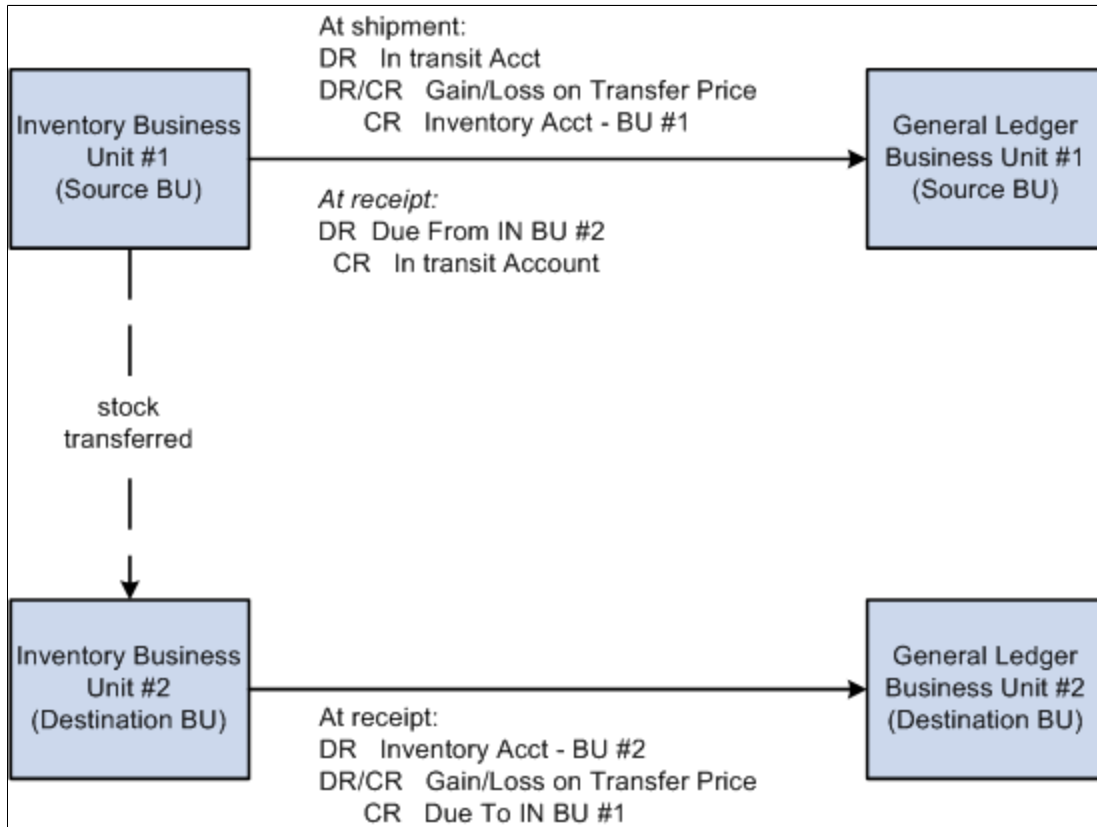 At shipment:
DR In transit Acct
DR/CR Gain/Loss on Transfer Price
CR Inventory Acct - BU #1
Inventory Business
Unit #1
(Source BU)
General Ledger
Business Unit #1
(Source BU)
At receipt:
DR Due From IN BU #2
CR In transit Account
stock
transferred
Inventory Business
Unit #2
(Destination BU)
General Ledger
Business Unit #2
(Destination BU)
At receipt:
DR Inventory Acct - BU #2
DR/CR Gain/Loss on Transfer Price
CR Due To IN BU #1